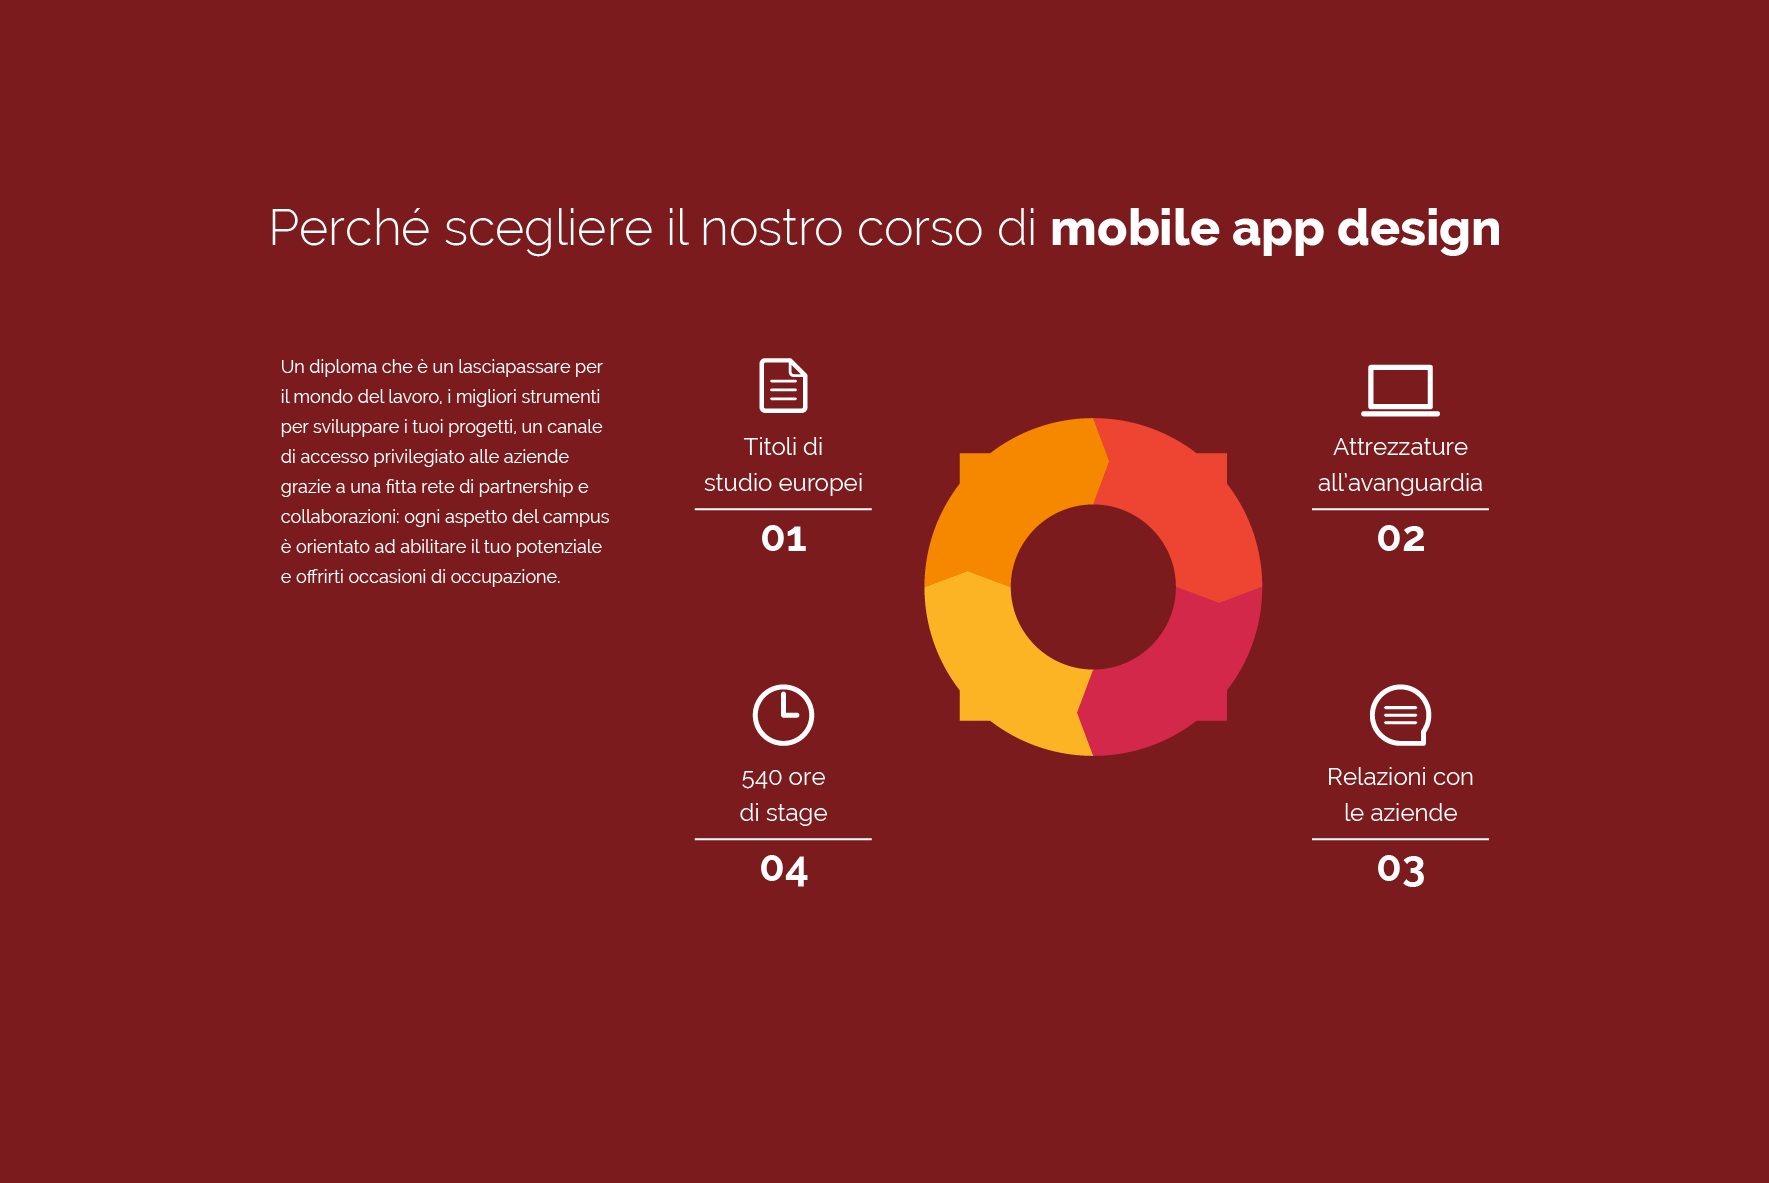 Perché scegliere il nostro corso di mobile app design
Un diploma che è un lasciapassare per
il mondo del lavoro, i migliori strumenti
per sviluppare i tuoi progetti, un canale
di accesso privilegiato alle aziende
grazie a una fitta rete di partnership e
collaborazioni: ogni aspetto del campus
è orientato ad abilitare il tuo potenziale
e offrirti occasioni di occupazione.
Titoli di
studio europei
01
Attrezzature
all'avanguardia
02
540 ore
di stage
04
Relazioni con
le aziende
03